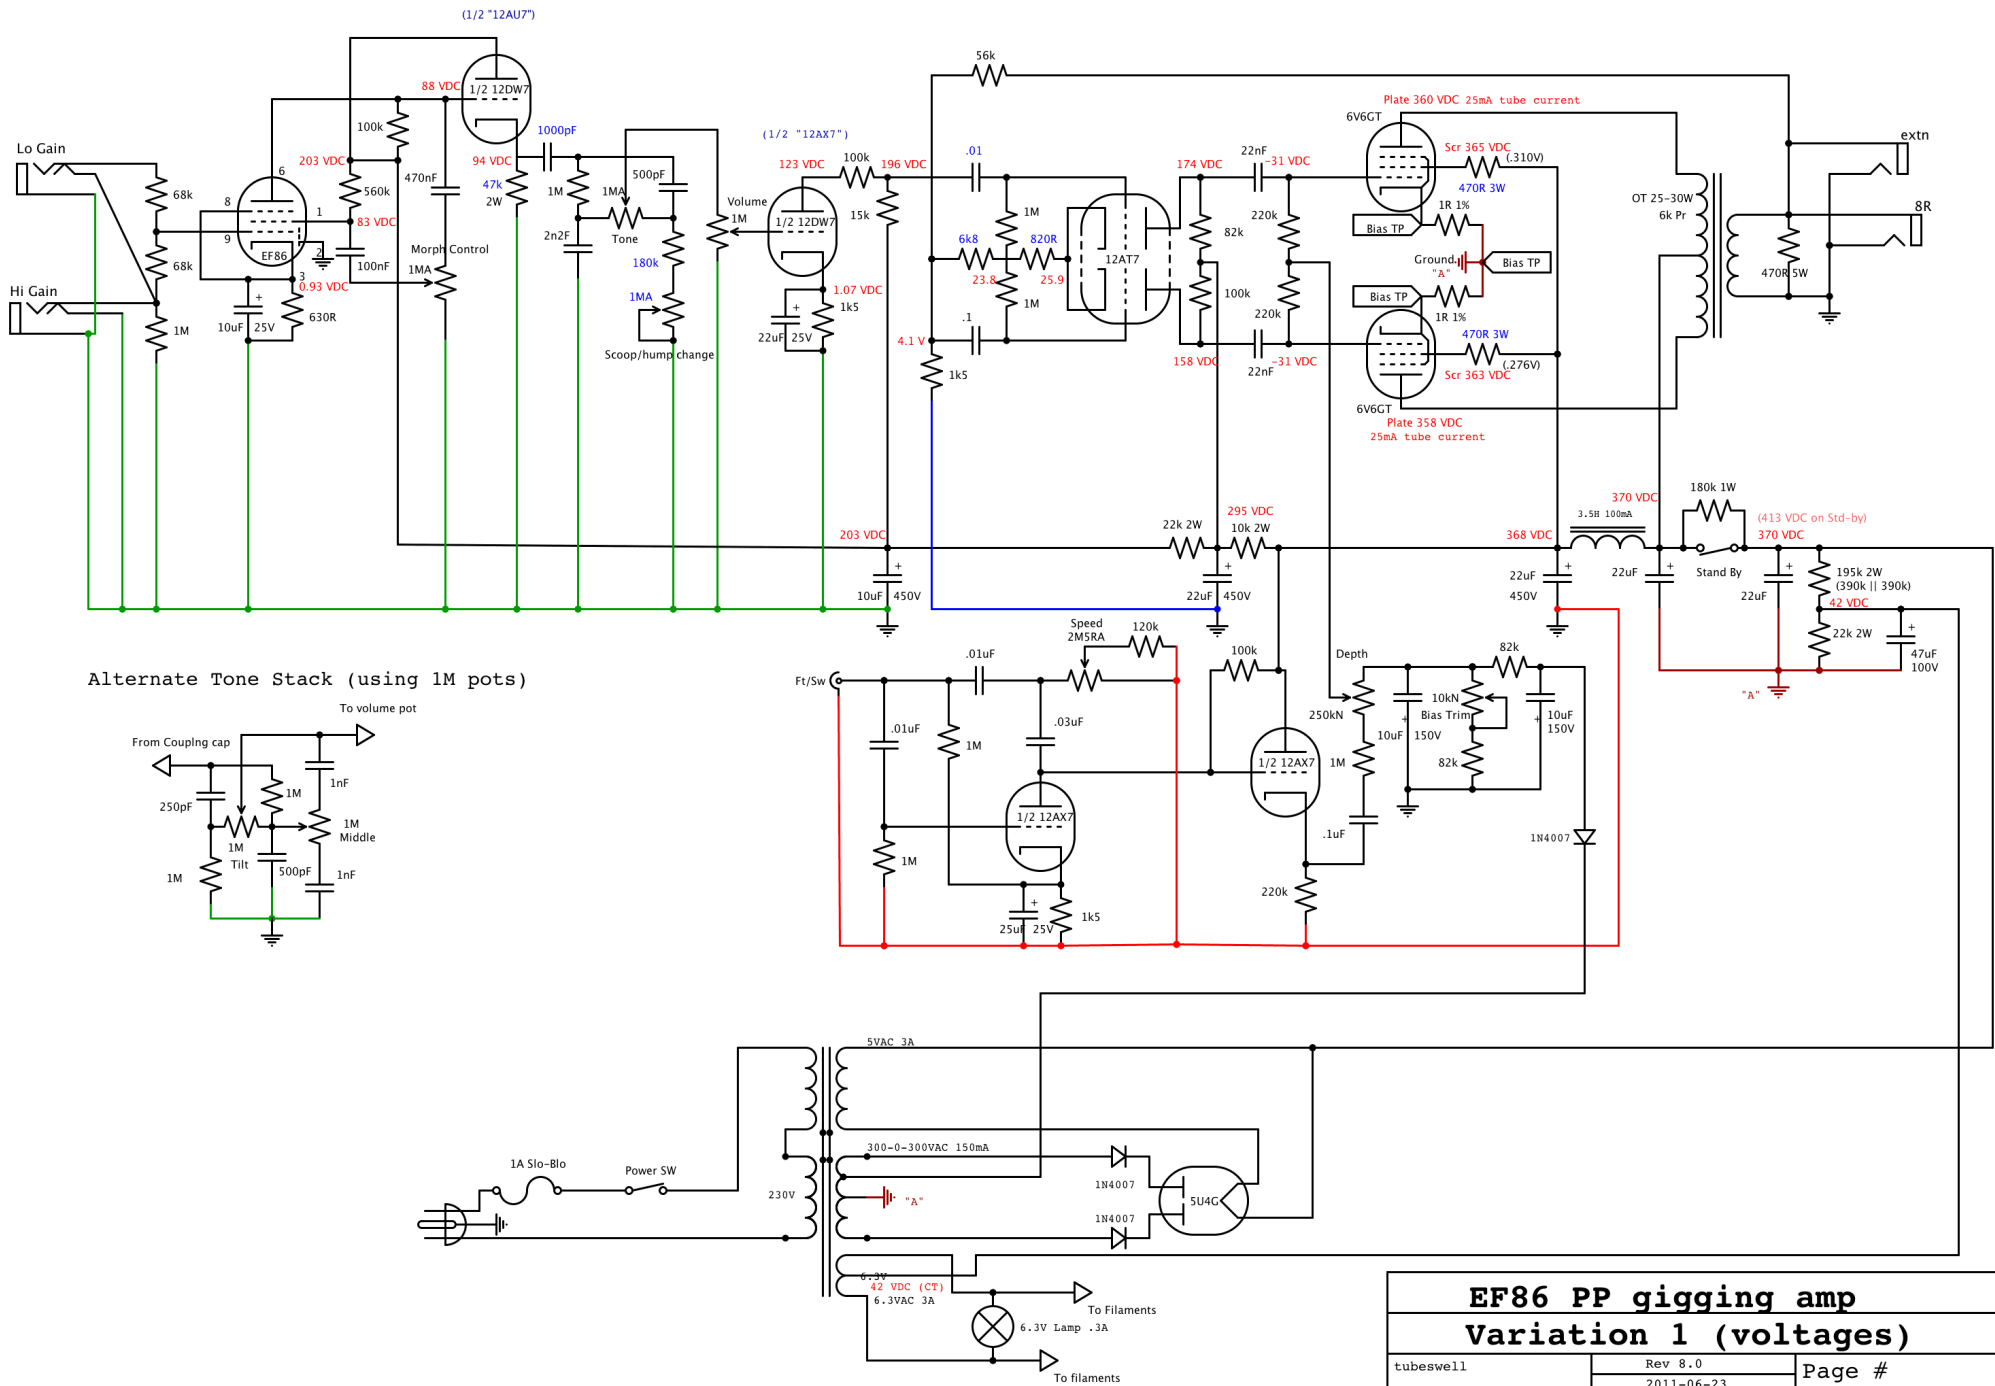 (1/2 "12AU7")
56k
88 VDC
1/2 12DW7
Plate 360 VDC 25mA tube current
6V6GT
100k
1000pF
(1/2 "12AX7")
extn
Lo Gain
203 VDC
94 VDC
123 VDC
100k
196 VDC
.01
174 VDC
22nF
-31 VDC
Scr 365 VDC
(.310V)
470R 3W
6
470nF
500pF
68k
560k
47k
2W
1M
1MA
Volume
1M
15k
1M
220k
OT 25-30W
6k Pr
8R
8
1
83 VDC
1/2 12DW7
82k
1R 1%
Bias TP
9
EF86
2
2n2F
Tone
6k8
820R
12AT7
Ground
"A"
Bias TP
68k
100nF
Morph Control
1MA
180k
23.8
25.9
470R 5W
Hi Gain
3
0.93 VDC
1MA
1.07 VDC
1M
100k
Bias TP
1R 1%
1M
+
10uF 25V
630R
+
22uF 25V
1k5
.1
220k
4.1 V
470R 3W
Scoop/hump change
158 VDC
-31 VDC
22nF
(.276V)
Scr 363 VDC
1k5
6V6GT
Plate 358 VDC
25mA tube current
180k 1W
370 VDC
(413 VDC on Std-by)
370 VDC
295 VDC
3.5H 100mA
203 VDC
22k 2W
10k 2W
368 VDC
+
10uF 450V
+
22uF 450V
+
22uF
450V
+
22uF
Stand By
+
22uF
195k 2W
(390k || 390k)
42 VDC
22k 2W
+
47uF
100V
"A"
Speed
2M5RA
120k
.01uF
100k
Depth
82k
Ft/Sw
250kN
10kN
Bias Trim
+
10uF
150V
+
10uF 150V
.01uF
1M
.03uF
1/2 12AX7
1M
82k
1/2 12AX7
.1uF
1N4007
1M
220k
+
25uF 25V
1k5
Alternate Tone Stack (using 1M pots)
To volume pot
From Couplng cap
1nF
250pF
1M
1M
Middle
1M
Tilt
1M
500pF
1nF
5VAC 3A
300-0-300VAC 150mA
1A Slo-Blo
Power SW
230V
1N4007
"A"
5U4G
1N4007
6.3V
42 VDC (CT)
6.3VAC 3A
To Filaments
6.3V Lamp .3A
To filaments
EF86 PP gigging amp
Variation 1 (voltages)
tubeswell
Rev 8.0
Page #
2011-06-23